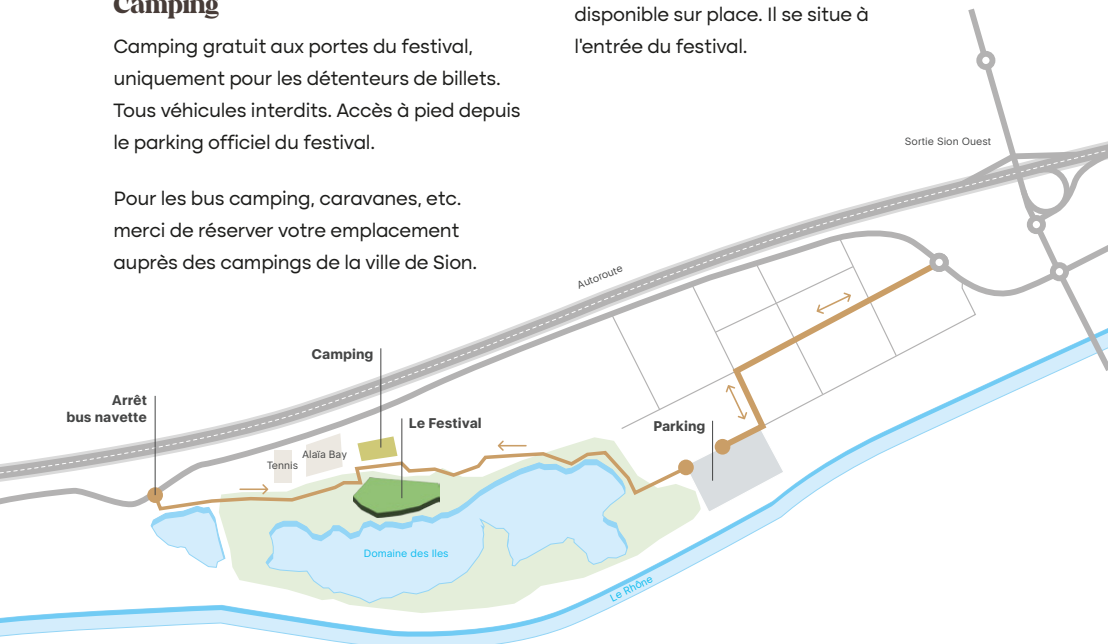 Camping
Camping gratuit aux portes du festival,
uniquement pour les détenteurs de billets.
Tous véhicules interdits. Accès à pied depuis
le parking officiel du festival.
Pour les bus camping, caravanes, etc.
merci de réserver votre emplacement
auprès des campings de la ville de Sion.
disponible sur place. Il se situe à
l'entrée du festival.
Sortie Sion Ouest
Autoroute
Camping
Arrêt
bus navette
Le Festival
Parking
Alaïa Bay
Tennis
Domaine des Iles
Le Rhône